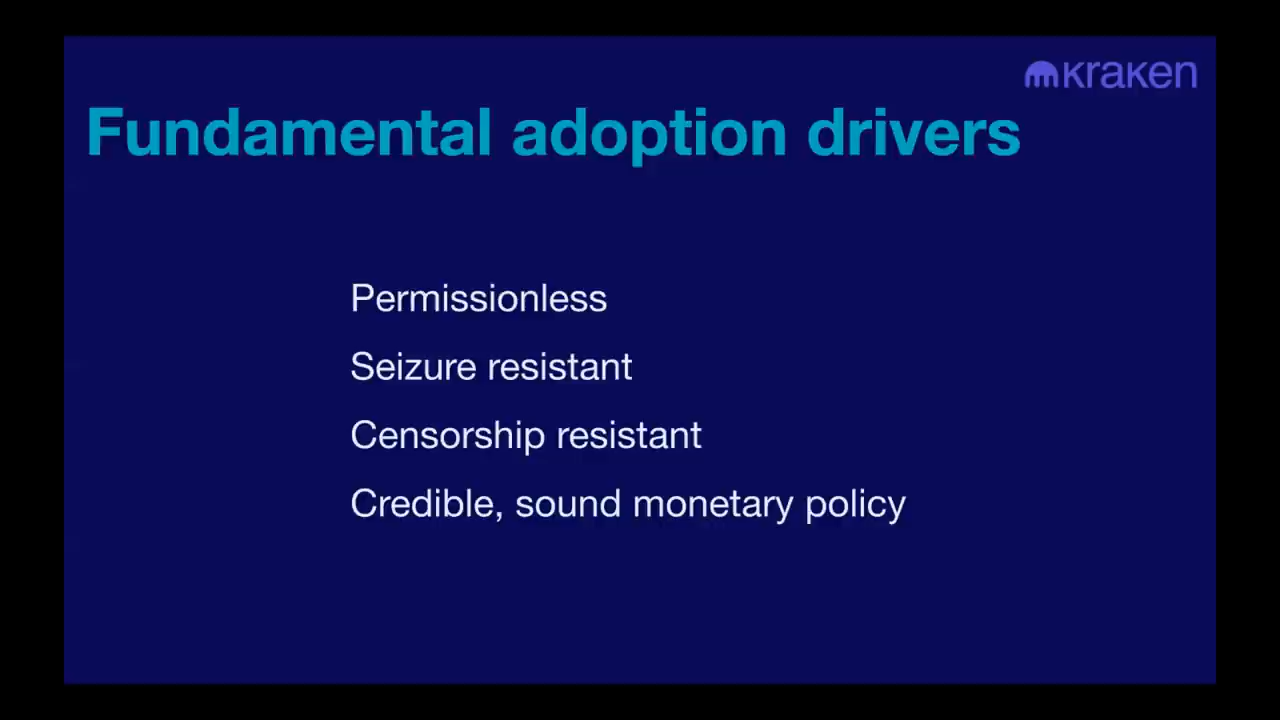 kraken
Fundamental adoption drivers
Permissionless
Seizure resistant
Censorship resistant
Credible, sound monetary policy